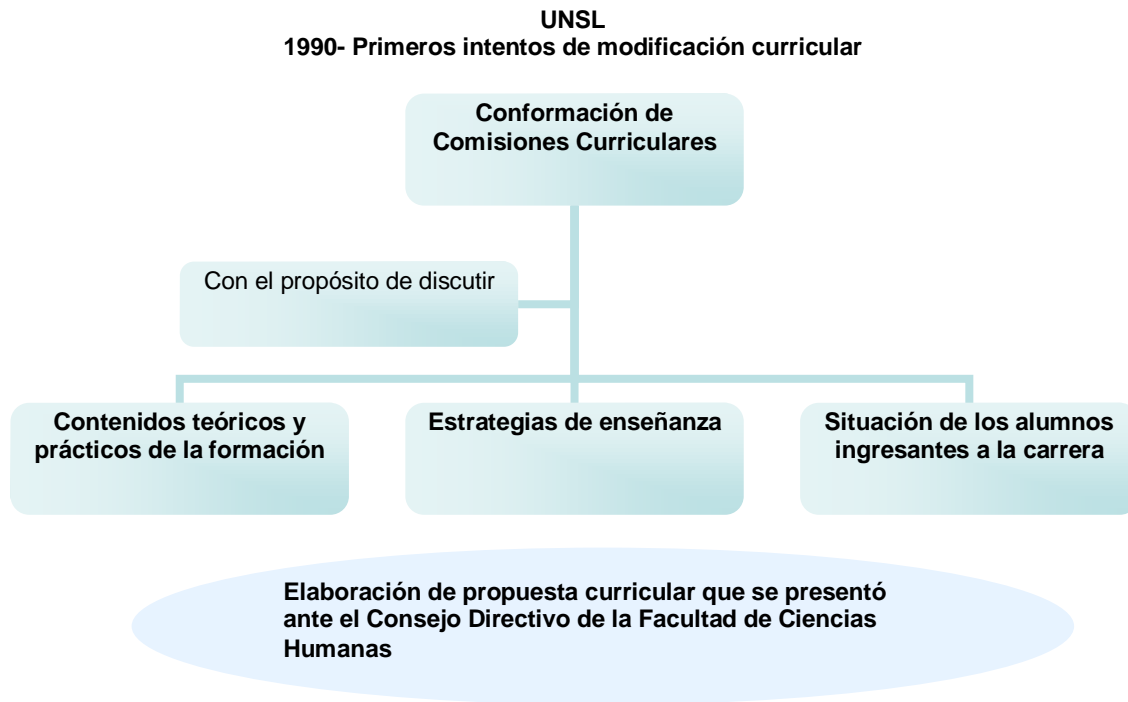 UNSL
1990- Primeros intentos de modificación curricular
Conformación de
Comisiones Curriculares
Con el propósito de discutir
Contenidos teóricos y
prácticos de la formación
Estrategias de enseñanza
Situación de los alumnos
ingresantes a la carrera
Elaboración de propuesta curricular que se presentó
ante el Consejo Directivo de la Facultad de Ciencias
Humanas